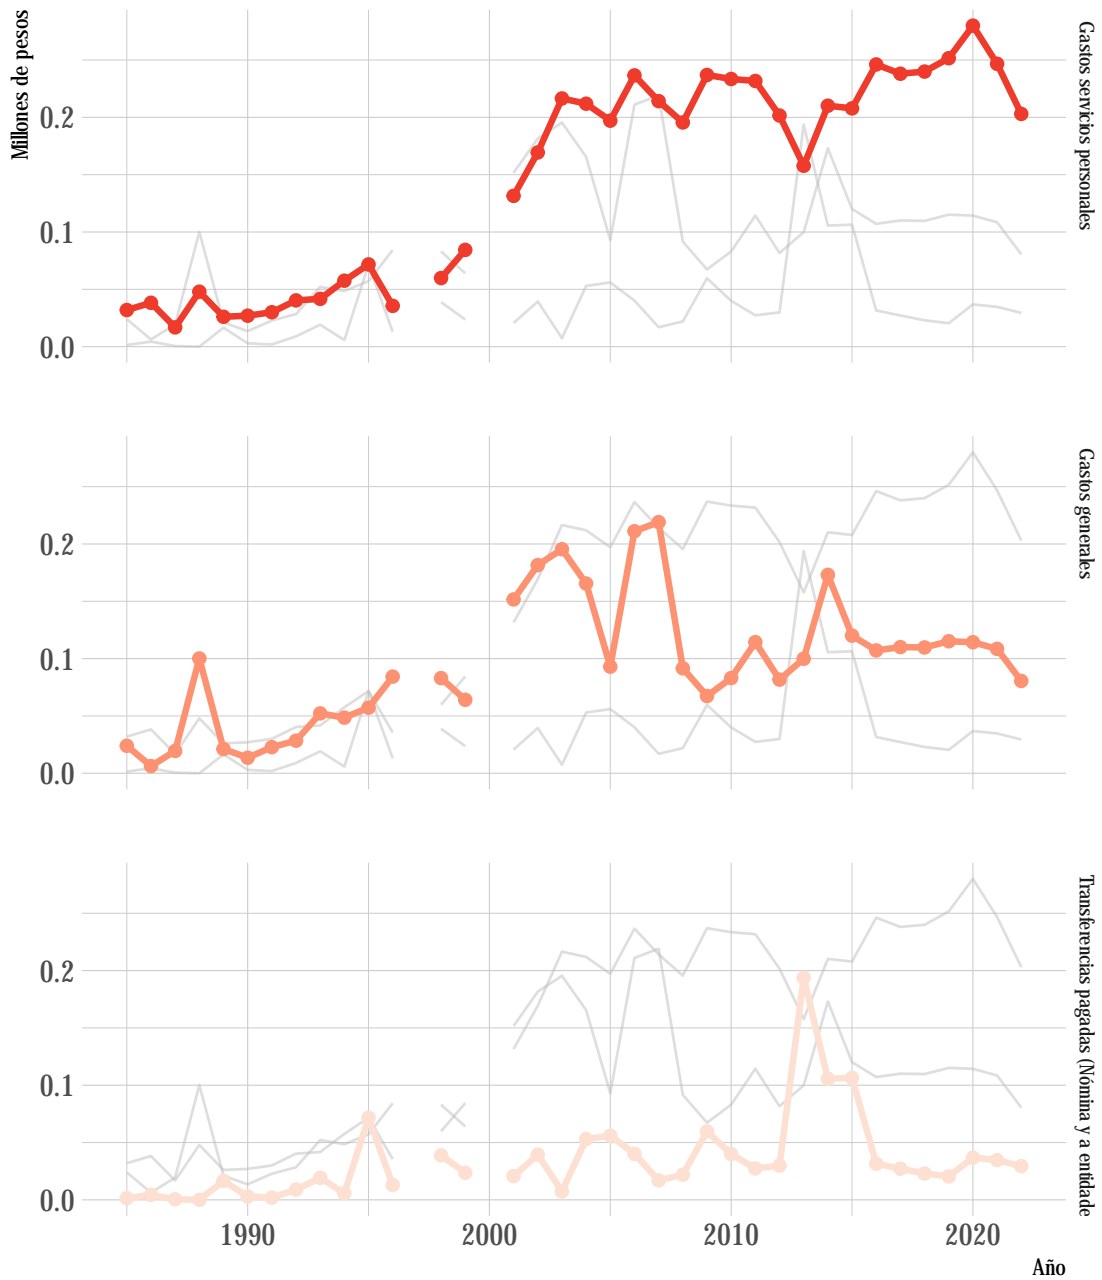 Millones de pesos
0.2
0.1
0.0
Gastos servicios personales
0.2
0.1
0.0
Gastos generales
0.2
0.1
0.0
Transferencias pagadas (Nómina y a entidade
1990
2000
2010
2020
Año